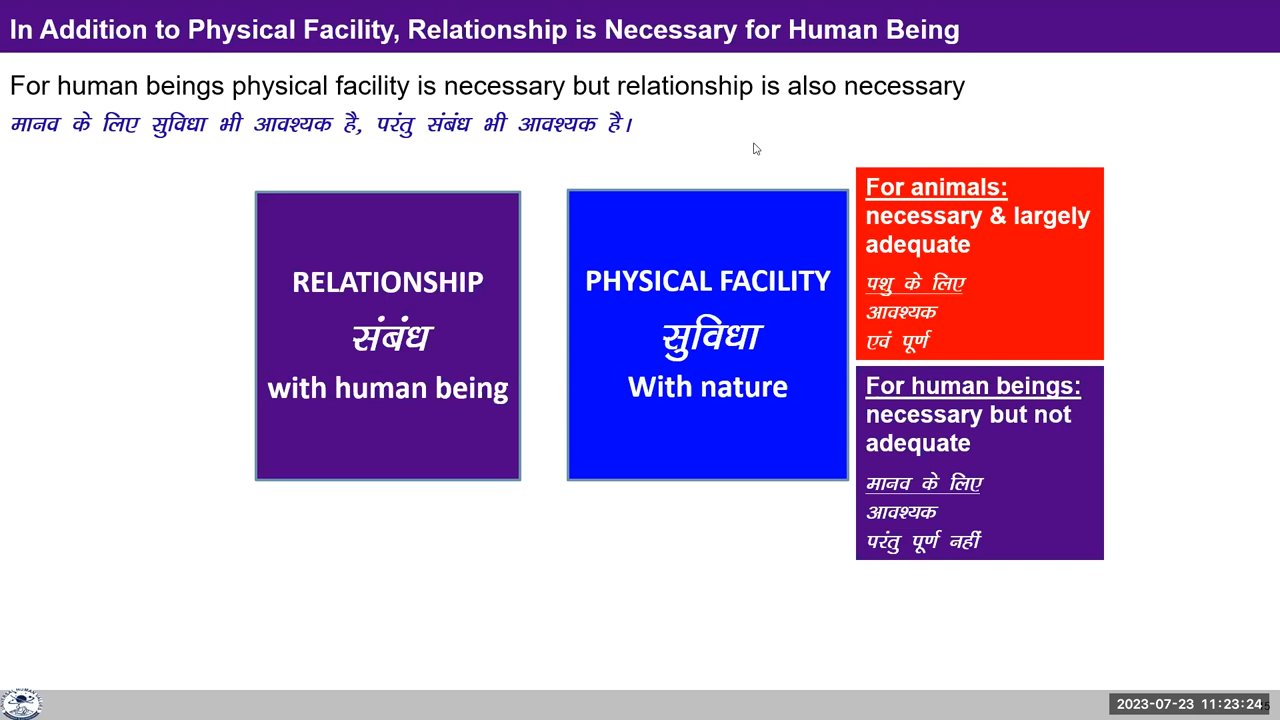 In Addition to Physical Facility, Relationship is Necessary for Human Being
For human beings physical facility is necessary but relationship is also necessary
मानव के लिए सुविधा भी आवश्यक है, परंतु संबंध भी आवश्यक है।
RELATIONSHIP
संबंध
with human being
PHYSICAL FACILITY
सुविधा
With nature
For animals:
necessary & largely
adequate
पशु के लिए
आवश्यक
एवं पूर्ण
For human beings:
necessary but not
adequate
मानव के लिए
आवश्यक
परंतु पूर्ण नहीं
2023-07-23 11:23:24